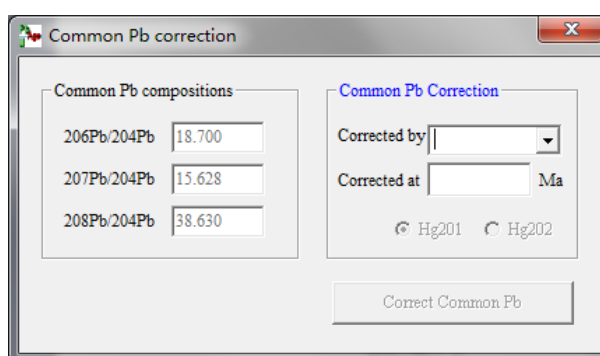 Common Pb correction
Common Pb compositions
206Pb/204Pb 18.700
207Pb/204Pb 15.628
208Pb/204Pb 38.630
Common Pb Correction
Corrected by
Corrected at Ma
Hg201 Hg202
Correct Common Pb